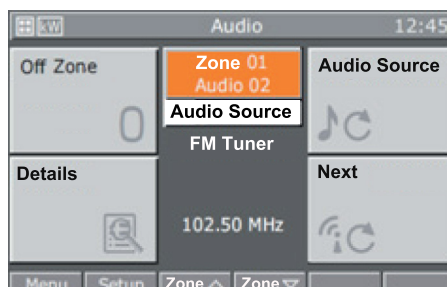 kW Audio 12:45
Off Zone
0
Zone 01
Audio 02
Audio Source
Audio Source
FM Tuner
Details
Next
102.50 MHz
Menu Setup Zone Zone